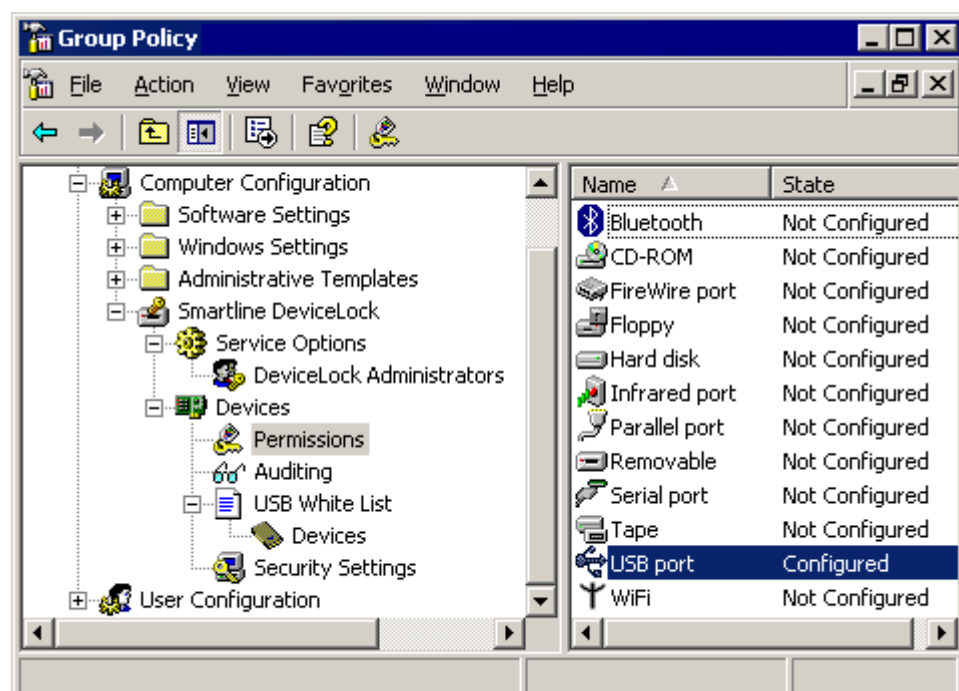 Group Policy
File Action View Favorites Window Help
Computer Configuration
Software Settings
Windows Settings
Administrative Templates
Smartline DeviceLock
Service Options
DeviceLock Administrators
Devices
Permissions
Auditing
USB White List
Devices
Security Settings
User Configuration
Name State
Bluetooth Not Configured
CD-ROM Not Configured
FireWire port Not Configured
Floppy Not Configured
Hard disk Not Configured
Infrared port Not Configured
Parallel port Not Configured
Removable Not Configured
Serial port Not Configured
Tape Not Configured
USB port Configured
WiFi Not Configured